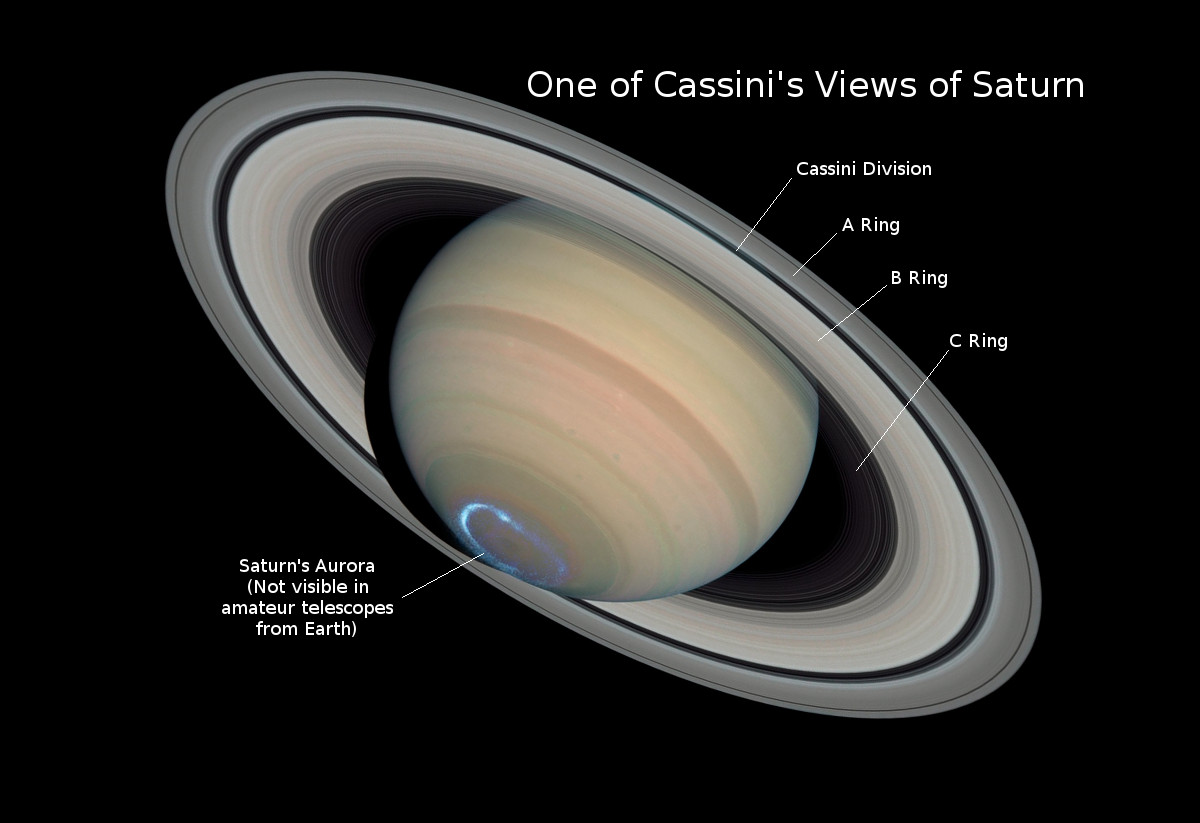 One of Cassini's Views of Saturn
Cassini Division
A Ring
B Ring
C Ring
Saturn's Aurora
(Not visible in
amateur telescopes
from Earth)